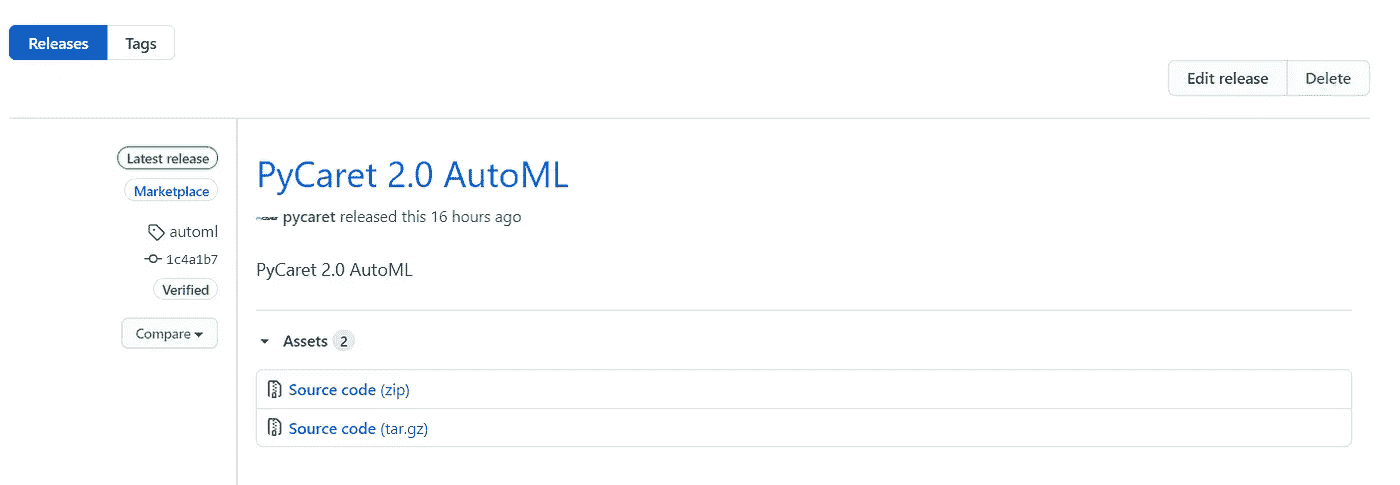 Releases Tags
Edit release Delete
Latest release
Marketplace
automl
1c4a1b7
Verified
Compare
PyCaret 2.0 AutoML
pycaret released this 16 hours ago
PyCaret 2.0 AutoML
Assets 2
Source code (zip)
Source code (tar.gz)